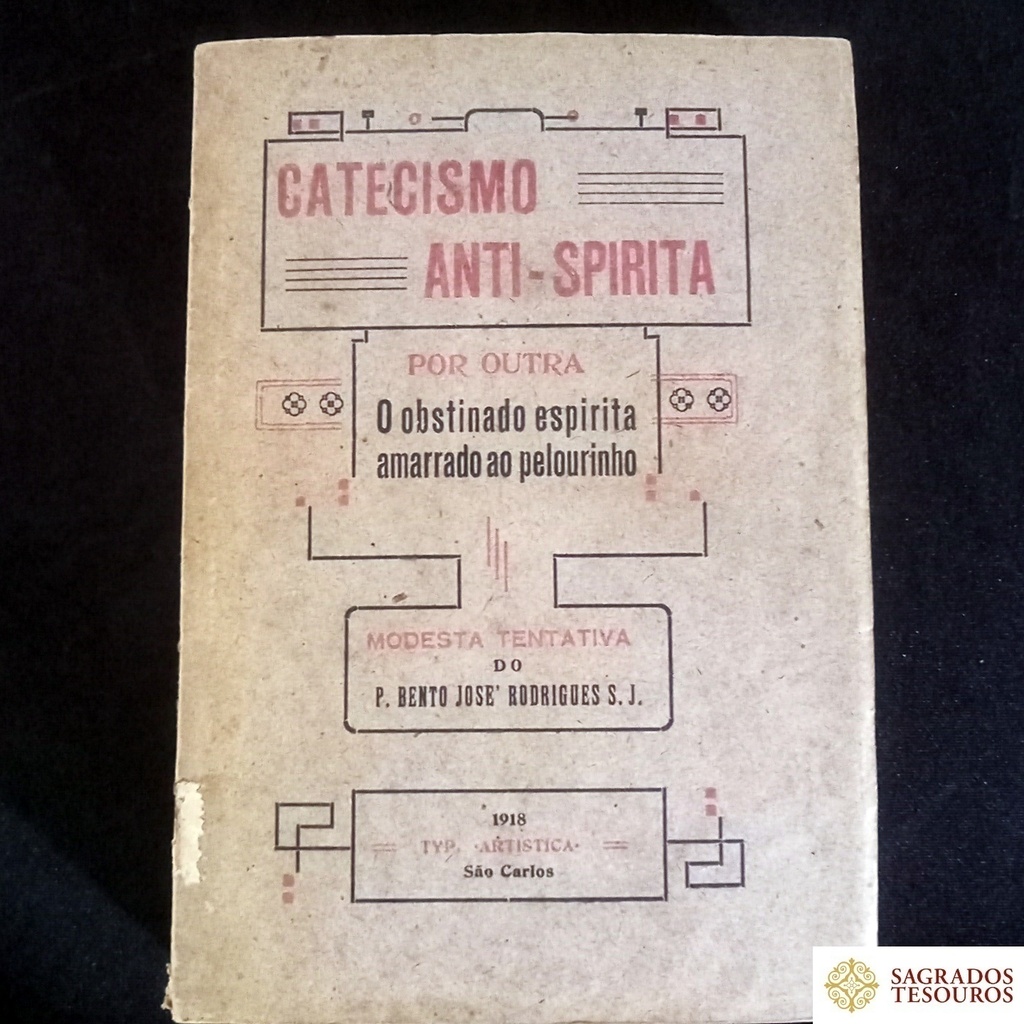 CATECISMO
ANTI-SPIRITA
POR OUTRA
O obstinado espirita
amarrado ao pelourinho
MODESTA TENTATIVA
DO
P. BENTO JOSE' RODRIGUES S. J.
1918
TYP. ·ARTISTICA·
São Carlos
SAGRADOS
TESOUROS